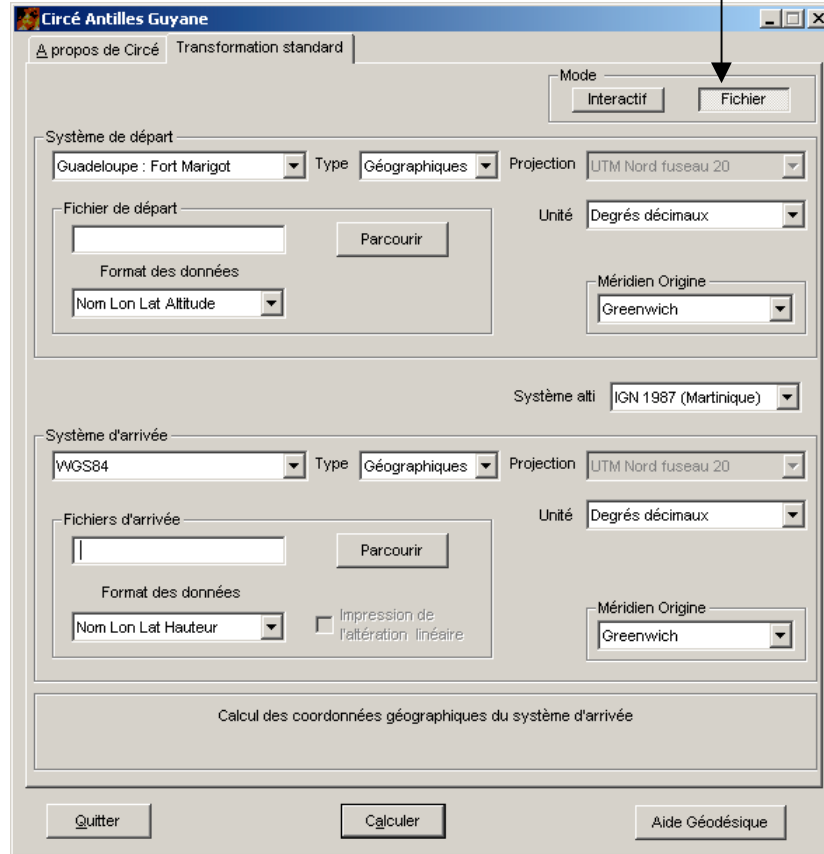 Circé Antilles Guyane
A propos de Circé Transformation standard
Mode
Interactif Fichier
Système de départ
Guadeloupe : Fort Marigot Type Géographiques Projection UTM Nord fuseau 20
Fichier de départ
Parcourir
Unité Degrés décimaux
Format des données
Nom Lon Lat Altitude
Méridien Origine
Greenwich
Système alti IGN 1987 (Martinique)
Système d'arrivée
WGS84 Type Géographiques Projection UTM Nord fuseau 20
Fichiers d'arrivée
Parcourir
Unité Degrés décimaux
Format des données
Nom Lon Lat Hauteur
Impression de
l'altération linéaire
Méridien Origine
Greenwich
Calcul des coordonnées géographiques du système d'arrivée
Quitter Calculer Aide Géodésique